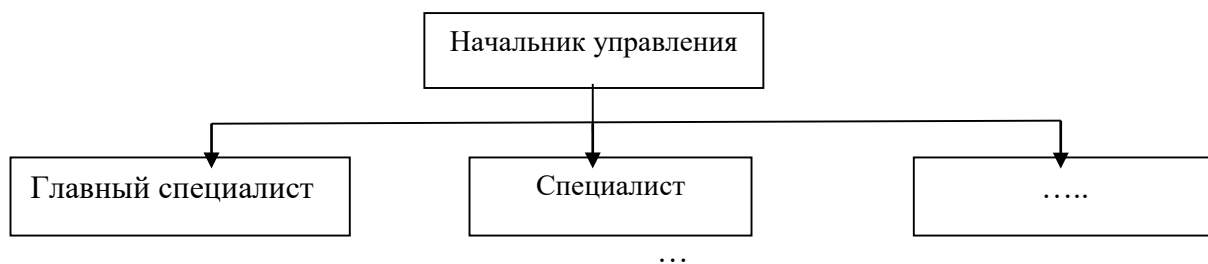 Начальник управления
Главный специалист
Специалист
…..
…